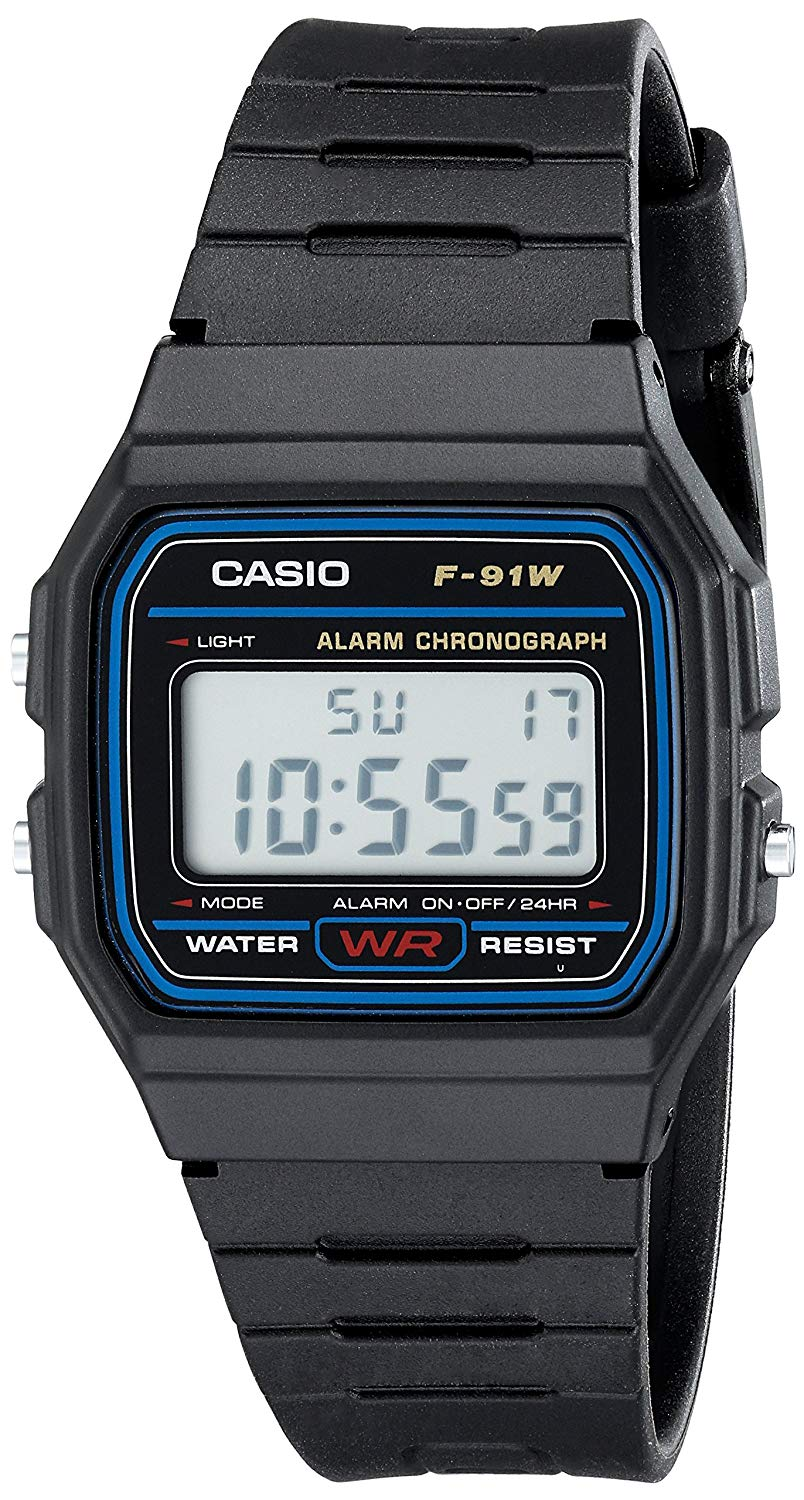 CASIO F-91W
LIGHT ALARM CHRONOGRAPH
SU 17
10:55 59
MODE ALARM ON·OFF/24HR
WATER WR RESIST
U